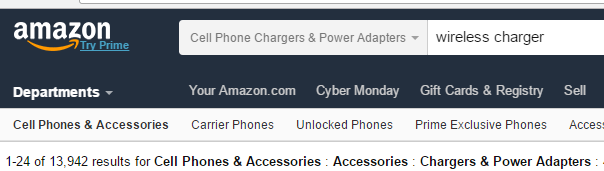 amazon
Try Prime
Cell Phone Chargers & Power Adapters
wireless charger
Departments
Your Amazon.com Cyber Monday Gift Cards & Registry Sell
Cell Phones & Accessories Carrier Phones Unlocked Phones Prime Exclusive Phones Access
1-24 of 13,942 results for Cell Phones & Accessories : Accessories : Chargers & Power Adapters :